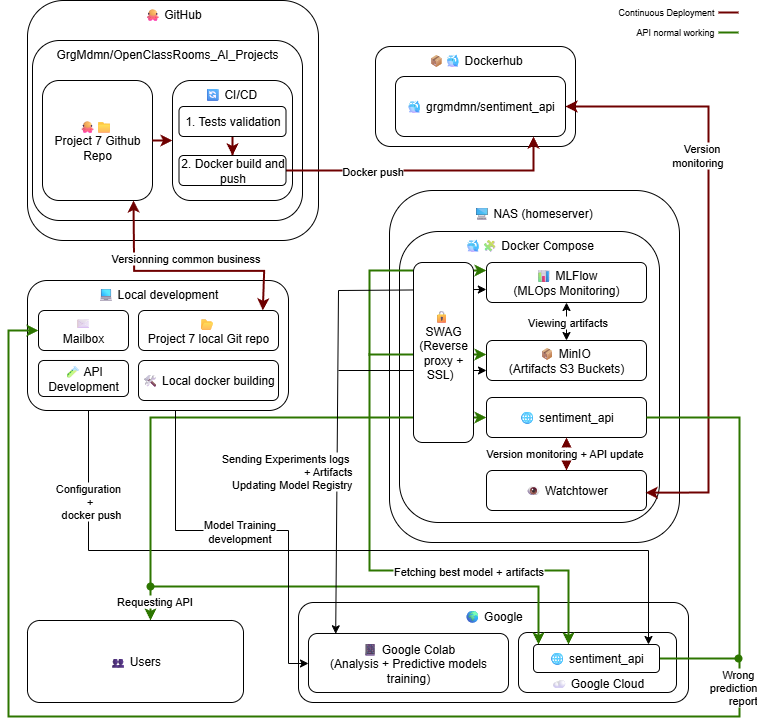 GitHub
Continuous Deployment
API normal working
GrgMdmn/OpenClassRooms_AI_Projects
Project 7 Github
Repo
CI/CD
1. Tests validation
2. Docker build and
push
Docker push
Dockerhub
grgmdmn/sentiment_api
Version
monitoring
Versionning common business
Local development
Mailbox
Project 7 local Git repo
API
Development
Local docker building
NAS (homeserver)
Docker Compose
SWAG
(Reverse
proxy +
SSL)
MLFlow
(MLOps Monitoring)
Viewing artifacts
MinIO
(Artifacts S3 Buckets)
sentiment_api
Version monitoring + API update
Watchtower
Sending Experiments logs
+ Artifacts
Updating Model Registry
Configuration
+
docker push
Model Training
development
Fetching best model + artifacts
Requesting API
Users
Google
Google Colab
(Analysis + Predictive models
training)
sentiment_api
Google Cloud
Wrong
prediction
report